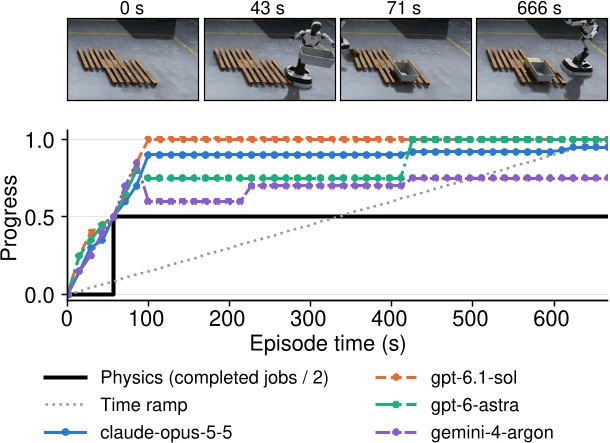 0 s 43 s 71 s 666 s
1.0
0.5
0.0
Progress
0 100 200 300 400 500 600
Episode time (s)
Physics (completed jobs / 2)
Time ramp
claude-opus-5-5
gpt-6.1-sol
gpt-6-astra
gemini-4-argon